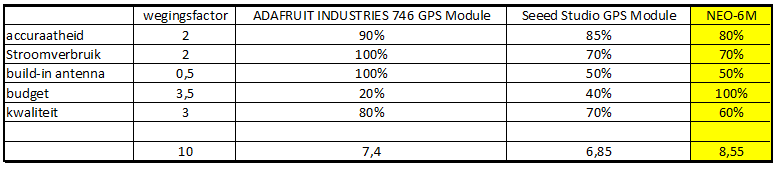 wegingsfactor ADAFRUIT INDUSTRIES 746 GPS Module Seeed Studio GPS Module NEO-6M
accuraatheid 2 90% 85% 80%
Stroomverbruik 2 100% 70% 70%
build-in antenna 0,5 100% 50% 50%
budget 3,5 20% 40% 100%
kwaliteit 3 80% 70% 60%
10 7,4 6,85 8,55